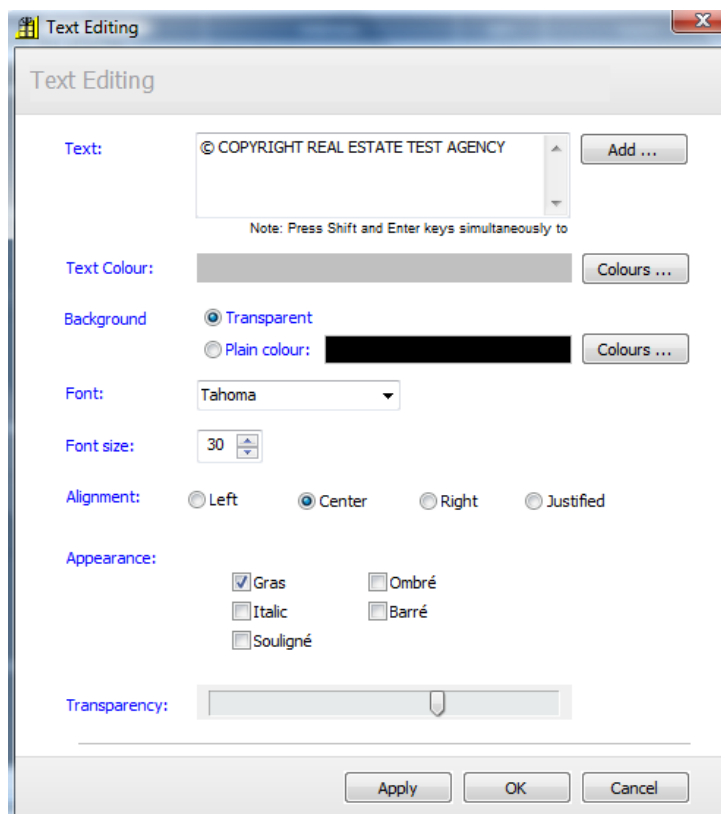 Text Editing
Text Editing
Text: © COPYRIGHT REAL ESTATE TEST AGENCY Add ...
Note: Press Shift and Enter keys simultaneously to
Text Colour: Colours ...
Background Transparent
Plain colour: Colours ...
Font: Tahoma
Font size: 30
Alignment: Left Center Right Justified
Appearance:
Gras Ombré
Italic Barré
Souligné
Transparency:
Apply OK Cancel